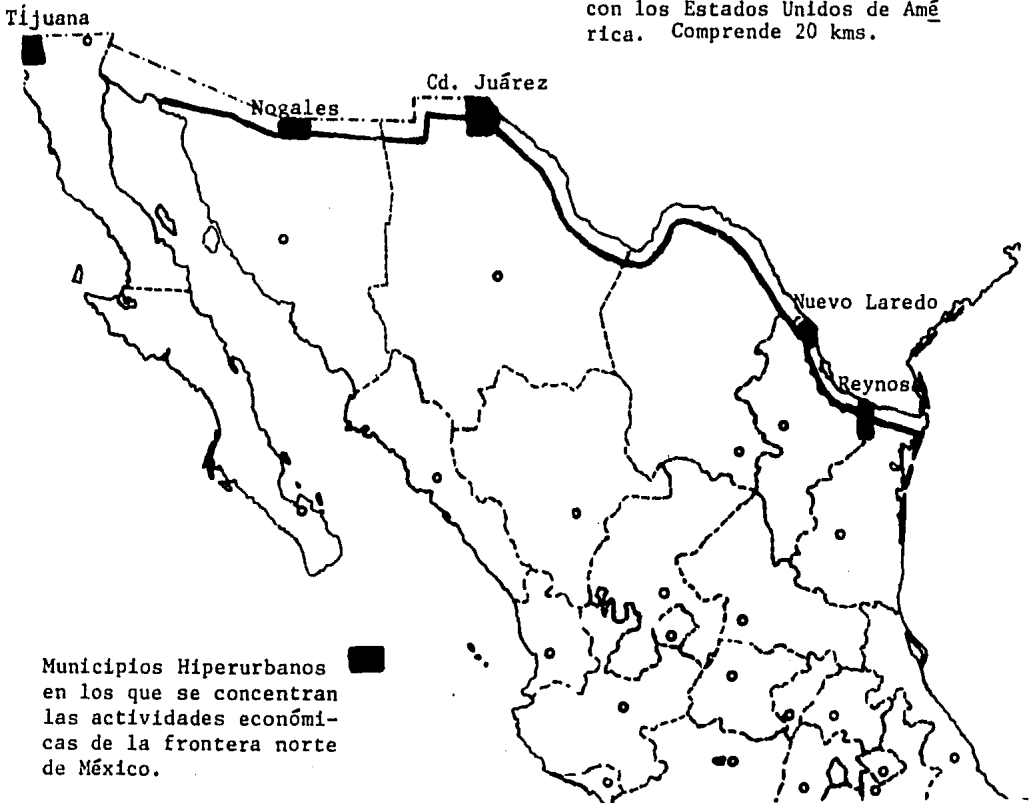 con los Estados Unidos de Amé
rica. Comprende 20 kms.
Tijuana
Cd. Juárez
Nogales
Nuevo Laredo
Reynosa
Municipios Hiperurbanos
en los que se concentran
las actividades económi-
cas de la frontera norte
de México.